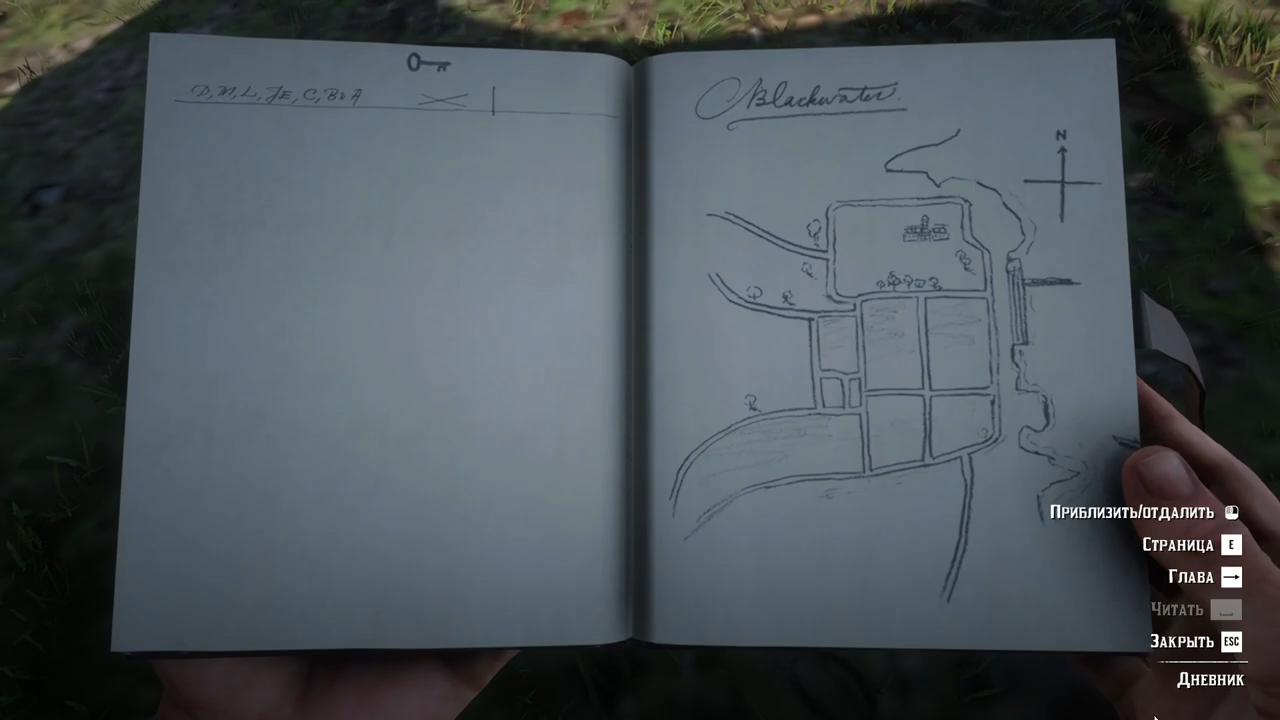 D, M, L, JE, C, B & A
Blackwater.
N
Приблизить/отдалить
Страница E
Глава →
Читать
Закрыть ESC
Дневник